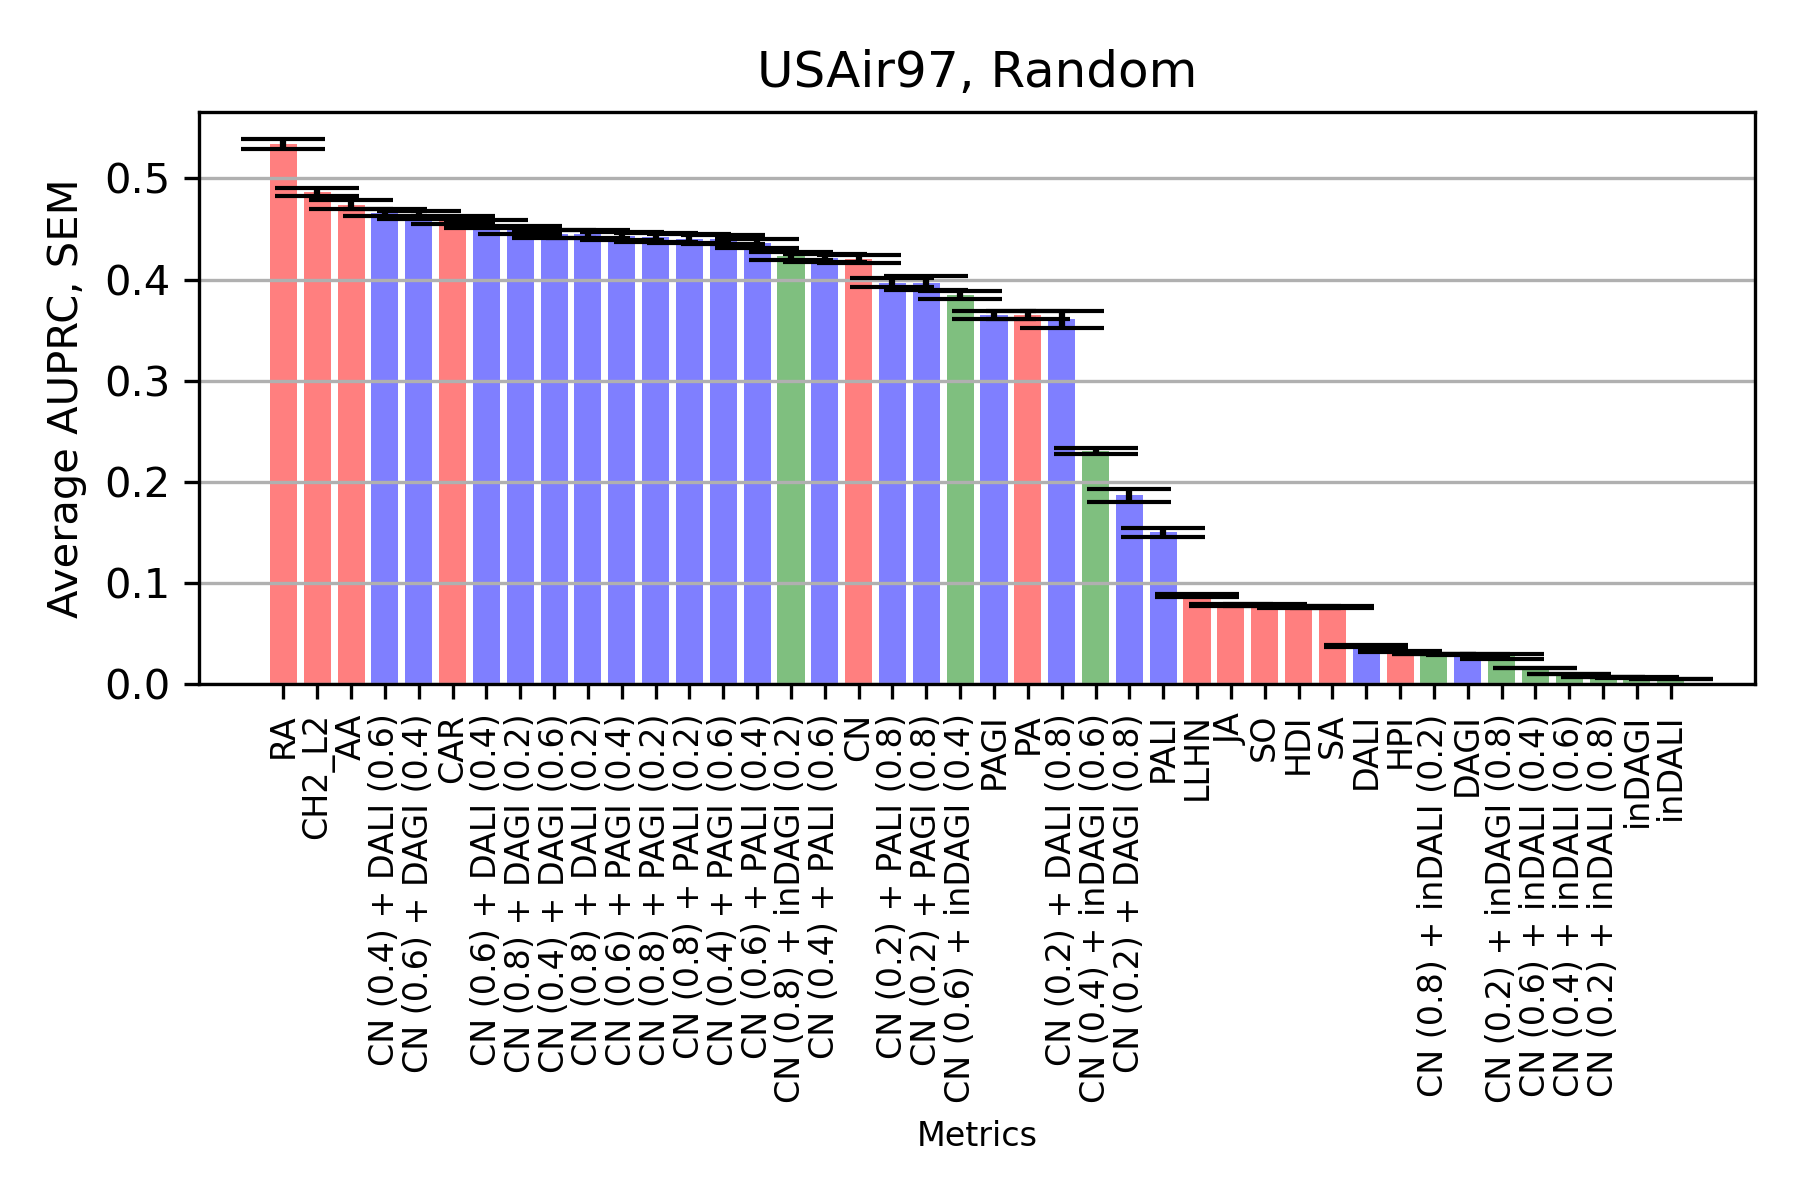 USAir97, Random
Average AUPRC, SEM
0.5
0.4
0.3
0.2
0.1
0.0
RA
CH2_L2
AA
CN (0.4) + DALI (0.6)
CN (0.6) + DAGI (0.4)
CAR
CN (0.6) + DALI (0.4)
CN (0.8) + DAGI (0.2)
CN (0.4) + DAGI (0.6)
CN (0.8) + DALI (0.2)
CN (0.6) + PAGI (0.4)
CN (0.8) + PAGI (0.2)
CN (0.8) + PALI (0.2)
CN (0.4) + PAGI (0.6)
CN (0.6) + PALI (0.4)
CN (0.8) + inDAGI (0.2)
CN (0.4) + PALI (0.6)
CN
CN (0.2) + PALI (0.8)
CN (0.2) + PAGI (0.8)
CN (0.6) + inDAGI (0.4)
PAGI
PA
CN (0.2) + DALI (0.8)
CN (0.4) + inDAGI (0.6)
CN (0.2) + DAGI (0.8)
PALI
LLHN
JA
SO
HDI
SA
DALI
HPI
CN (0.8) + inDALI (0.2)
DAGI
CN (0.2) + inDAGI (0.8)
CN (0.6) + inDALI (0.4)
CN (0.4) + inDALI (0.6)
CN (0.2) + inDALI (0.8)
inDAGI
inDALI
Metrics